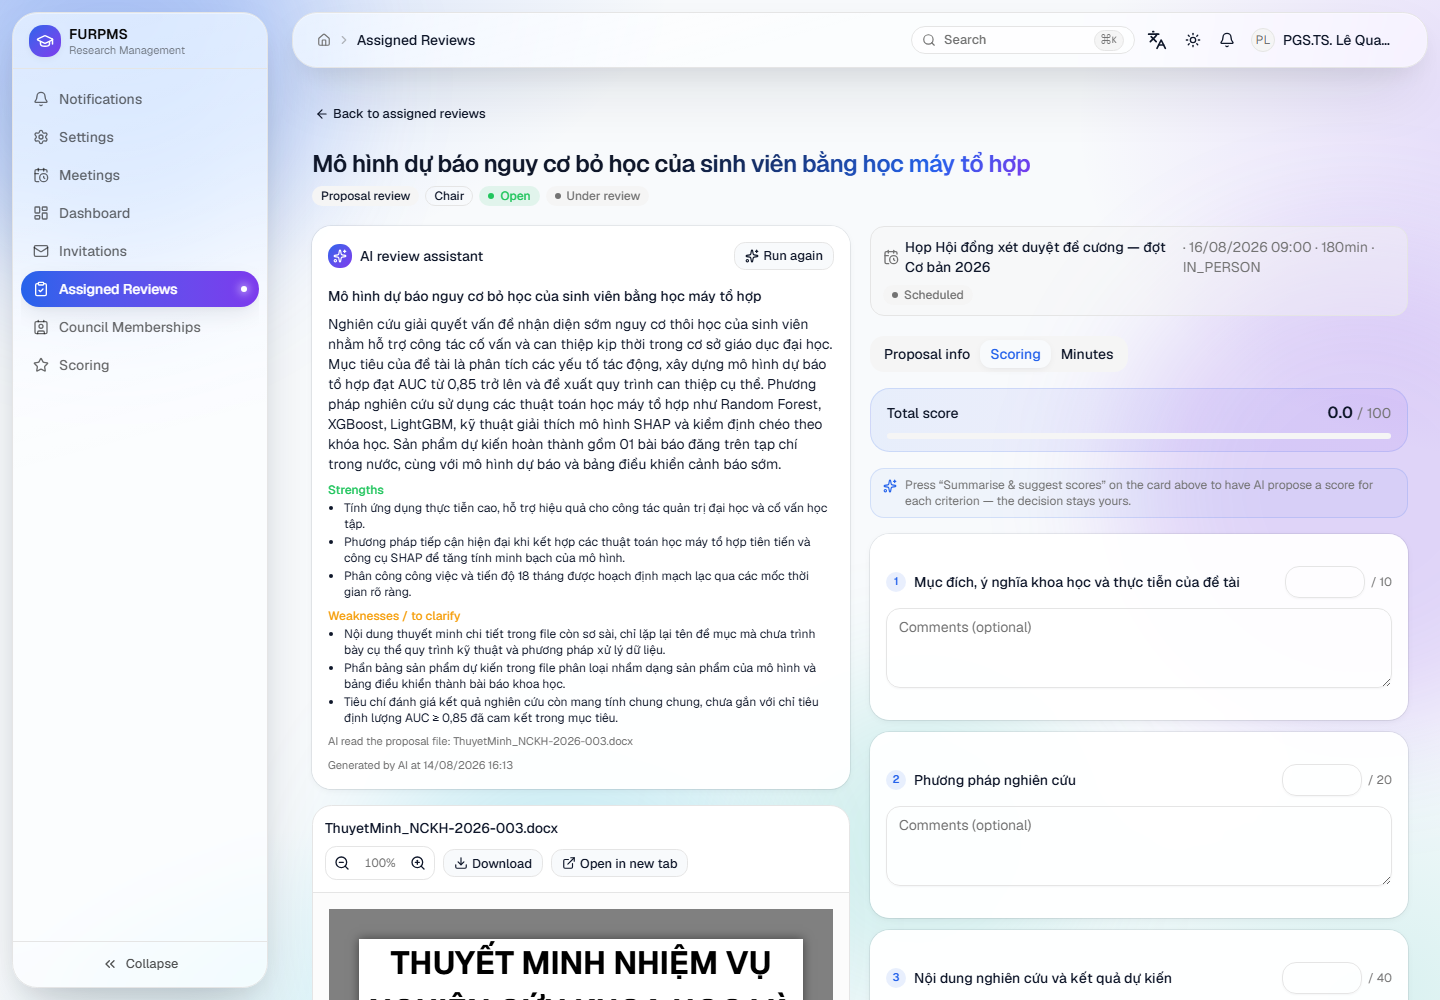 FURPMS
Research Management
Notifications
Settings
Meetings
Dashboard
Invitations
Assigned Reviews
Council Memberships
Scoring
Collapse
Assigned Reviews
Search
⌘K
PL
PGS.TS. Lê Qua...
Back to assigned reviews
Mô hình dự báo nguy cơ bỏ học của sinh viên bằng học máy tổ hợp
Proposal review
Chair
Open
Under review
AI review assistant
Run again
Mô hình dự báo nguy cơ bỏ học của sinh viên bằng học máy tổ hợp
Nghiên cứu giải quyết vấn đề nhận diện sớm nguy cơ thôi học của sinh viên
nhằm hỗ trợ công tác cố vấn và can thiệp kịp thời trong cơ sở giáo dục đại học.
Mục tiêu của đề tài là phân tích các yếu tố tác động, xây dựng mô hình dự báo
tổ hợp đạt AUC từ 0,85 trở lên và đề xuất quy trình can thiệp cụ thể. Phương
pháp nghiên cứu sử dụng các thuật toán học máy tổ hợp như Random Forest,
XGBoost, LightGBM, kỹ thuật giải thích mô hình SHAP và kiểm định chéo theo
khóa học. Sản phẩm dự kiến hoàn thành gồm 01 bài báo đăng trên tạp chí
trong nước, cùng với mô hình dự báo và bảng điều khiển cảnh báo sớm.
Strengths
• Tính ứng dụng thực tiễn cao, hỗ trợ hiệu quả cho công tác quản trị đại học và cố vấn học
tập.
• Phương pháp tiếp cận hiện đại khi kết hợp các thuật toán học máy tổ hợp tiên tiến và
công cụ SHAP để tăng tính minh bạch của mô hình.
• Phân công công việc và tiến độ 18 tháng được hoạch định mạch lạc qua các mốc thời
gian rõ ràng.
Weaknesses / to clarify
• Nội dung thuyết minh chi tiết trong file còn sơ sài, chỉ lặp lại tên đề mục mà chưa trình
bày cụ thể quy trình kỹ thuật và phương pháp xử lý dữ liệu.
• Phần bảng sản phẩm dự kiến trong file phân loại nhầm dạng sản phẩm của mô hình và
bảng điều khiển thành bài báo khoa học.
• Tiêu chí đánh giá kết quả nghiên cứu còn mang tính chung chung, chưa gắn với chỉ tiêu
định lượng AUC ≥ 0,85 đã cam kết trong mục tiêu.
AI read the proposal file: ThuyetMinh_NCKH-2026-003.docx
Generated by AI at 14/08/2026 16:13
ThuyetMinh_NCKH-2026-003.docx
100%
Download
Open in new tab
THUYẾT MINH NHIỆM VỤ
NGHIÊN CỨU KHOA HỌC VÀ
Họp Hội đồng xét duyệt đề cương — đợt
Cơ bản 2026
· 16/08/2026 09:00 · 180min ·
IN_PERSON
Scheduled
Proposal info
Scoring
Minutes
Total score
0.0 / 100
Press “Summarise & suggest scores” on the card above to have AI propose a score for
each criterion — the decision stays yours.
1 Mục đích, ý nghĩa khoa học và thực tiễn của đề tài
/ 10
Comments (optional)
2 Phương pháp nghiên cứu
/ 20
Comments (optional)
3 Nội dung nghiên cứu và kết quả dự kiến
/ 40